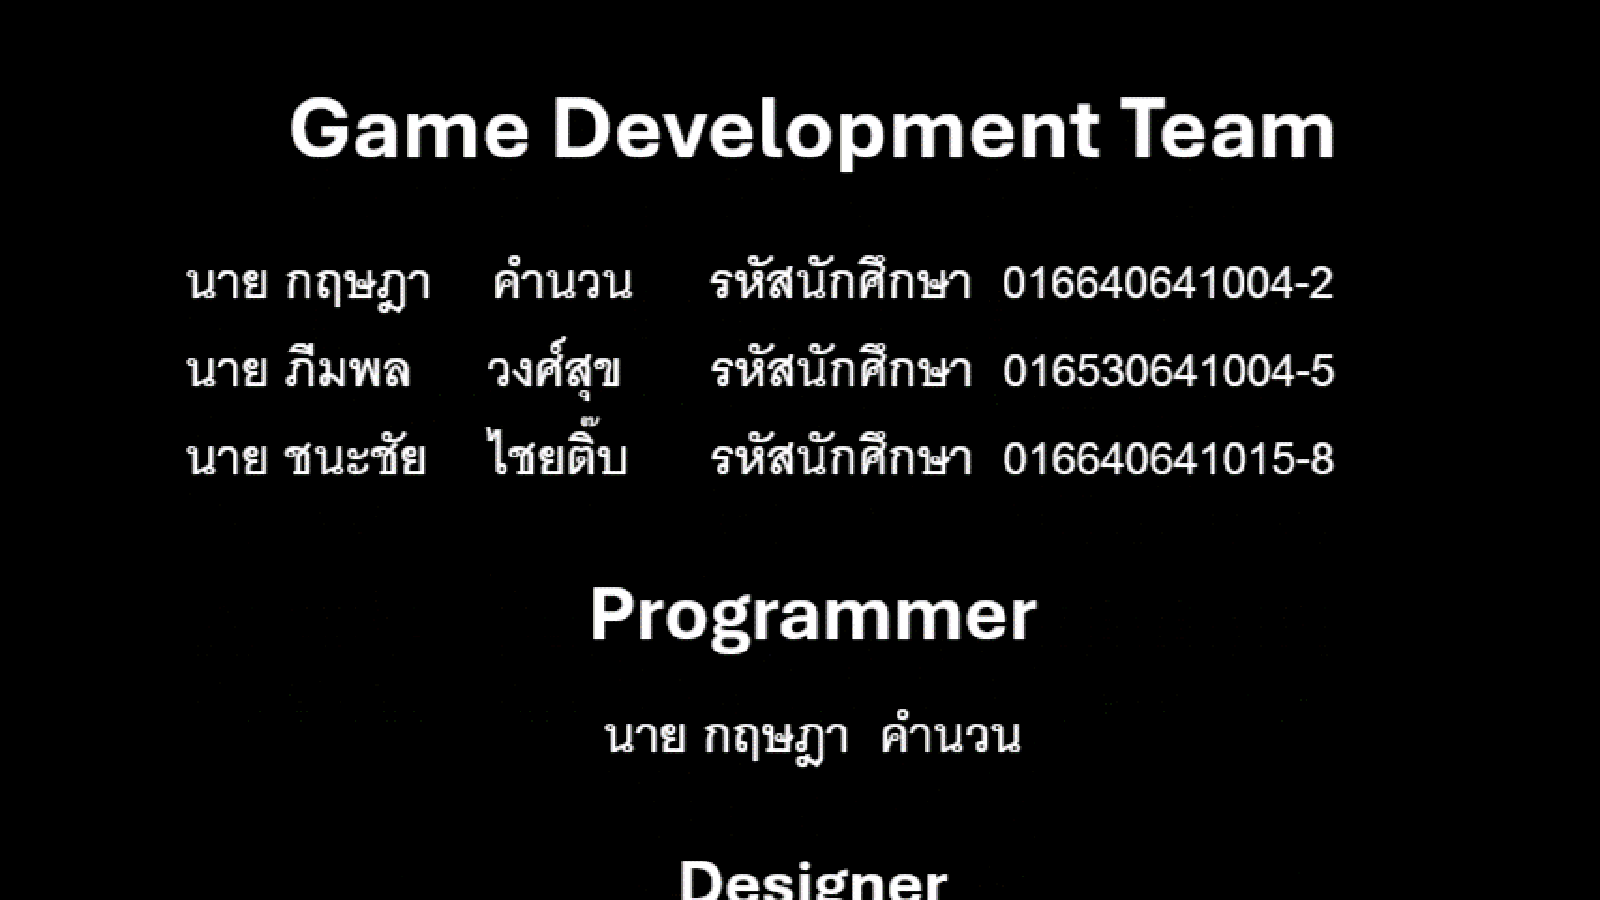 Game Development Team
นาย กฤษฎา คำนวน รหัสนักศึกษา 016640641004-2
นาย ภีมพล วงศ์สุข รหัสนักศึกษา 016530641004-5
นาย ชนะชัย ไชยติ๊บ รหัสนักศึกษา 016640641015-8
Programmer
นาย กฤษฎา คำนวน
Designer